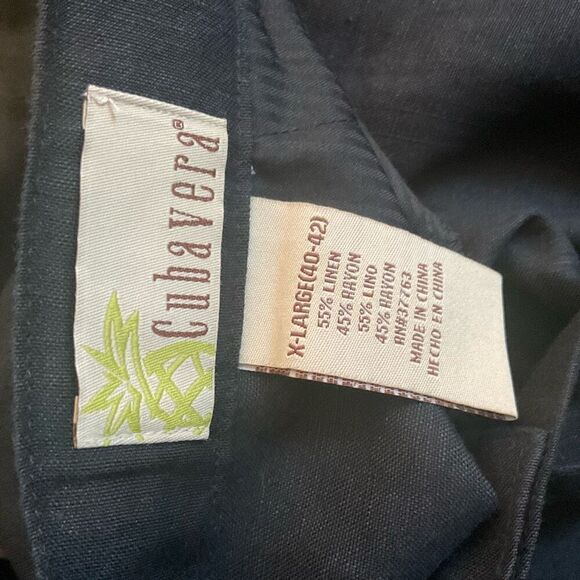 Cubavera®
X-LARGE(40-42)
55% LINEN
45% RAYON
55% LINO
45% RAYON
RN#37763
MADE IN CHINA
HECHO EN CHINA